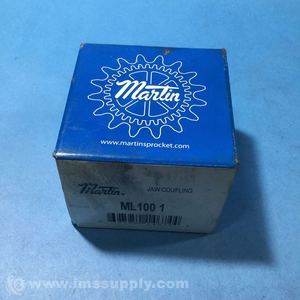 Martin
www.martinsprocket.com
Martin
JAW COUPLING
ML100 1
© www.imssupply.com